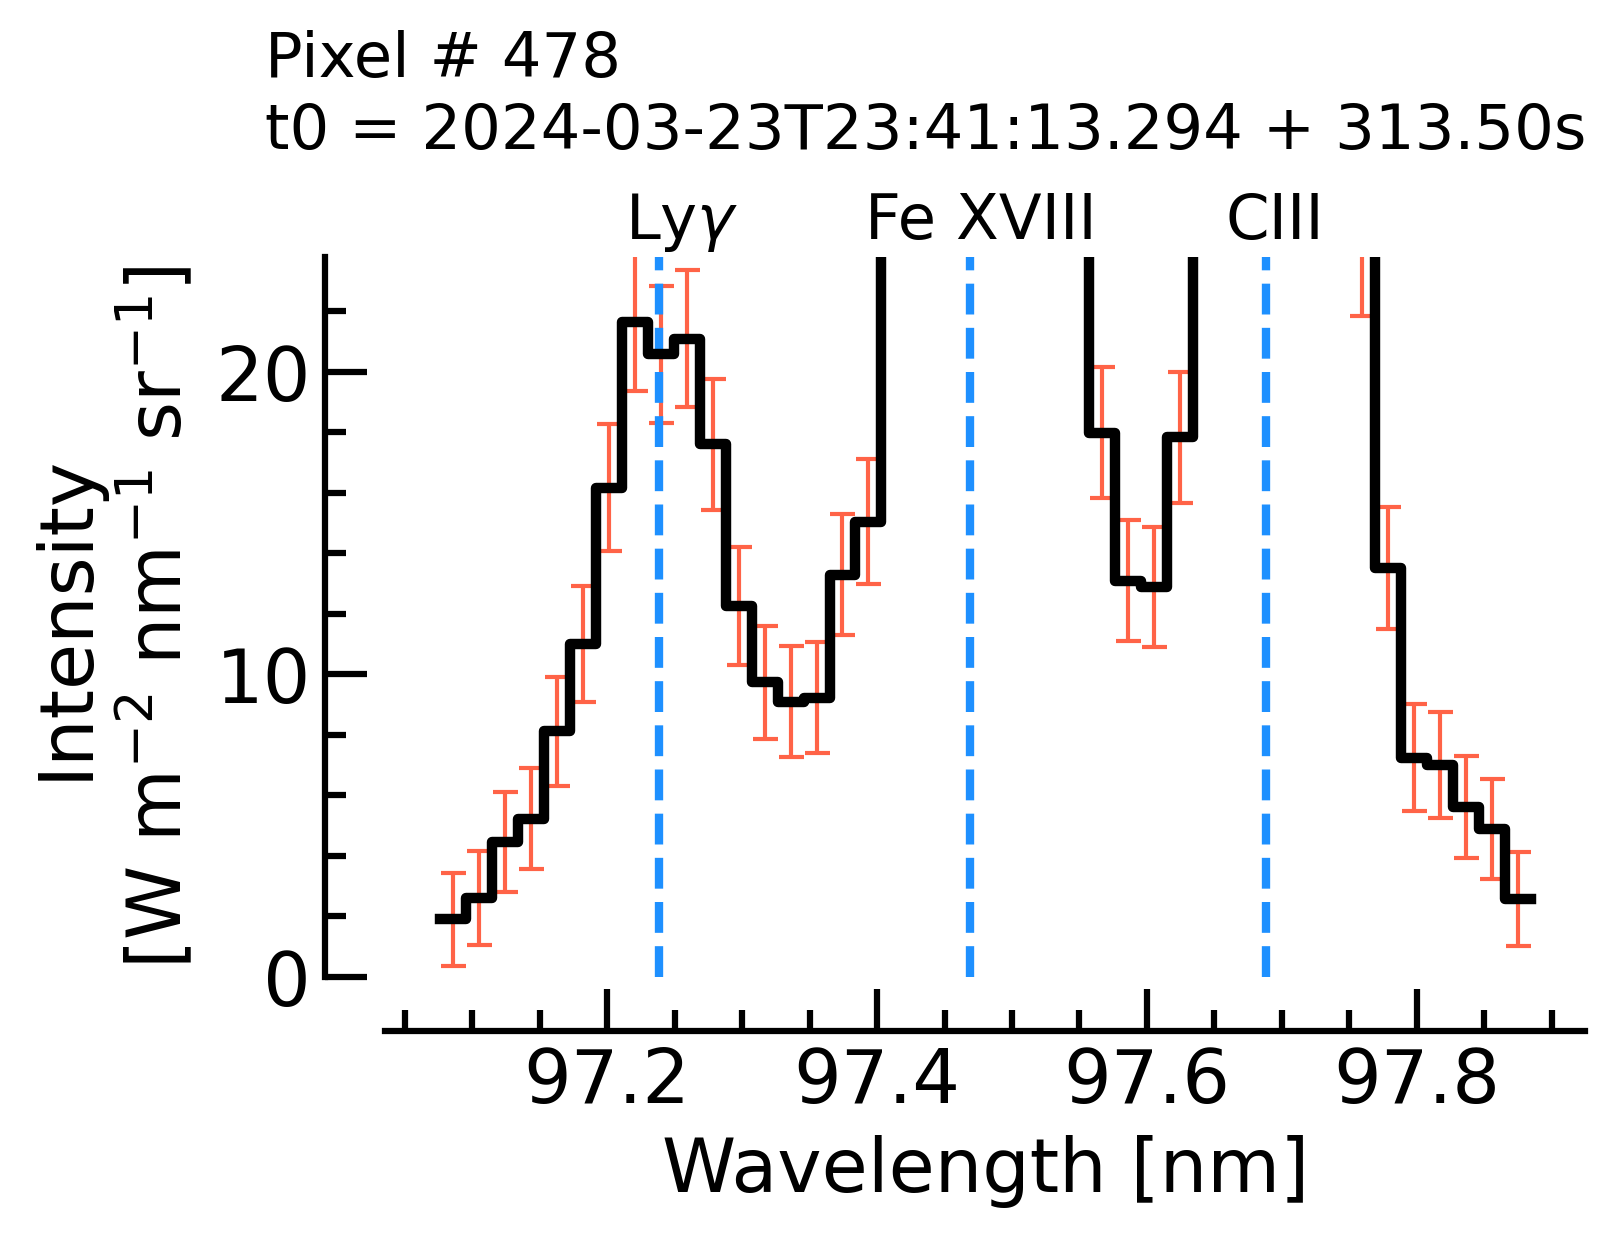 Pixel # 478
t0 = 2024-03-23T23:41:13.294 + 313.50s
Lyγ Fe XVIII CIII
Intensity
[W m⁻² nm⁻¹ sr⁻¹]
20
10
0
97.2 97.4 97.6 97.8
Wavelength [nm]